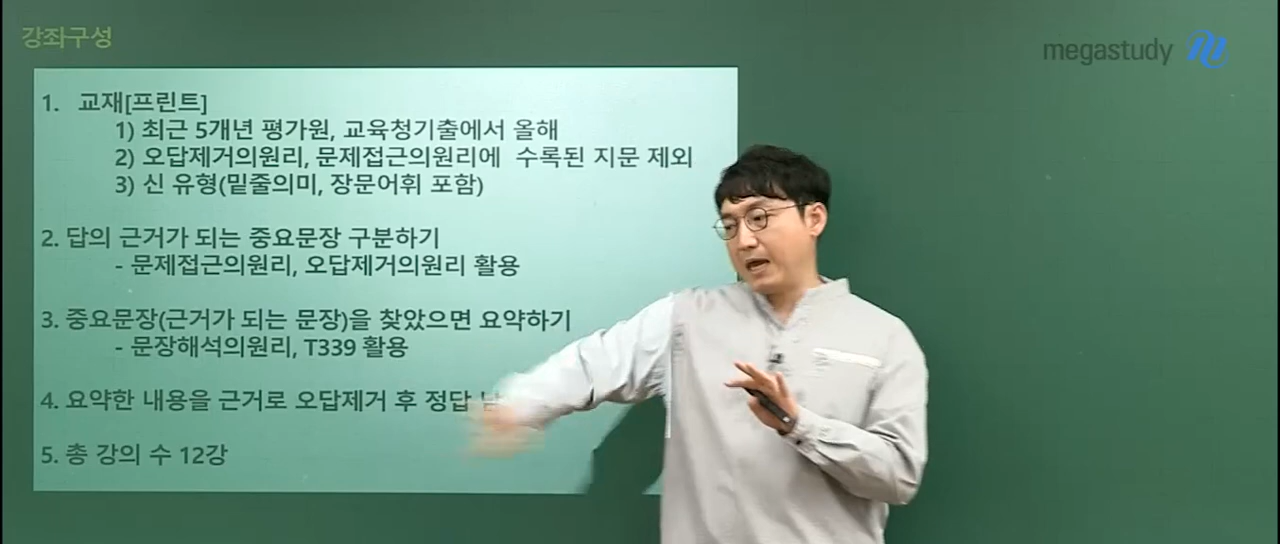 강좌구성
megastudy
1. 교재[프린트]
1) 최근 5개년 평가원, 교육청기출에서 올해
2) 오답제거의원리, 문제접근의원리에 수록된 지문 제외
3) 신 유형(밑줄의미, 장문어휘 포함)
2. 답의 근거가 되는 중요문장 구분하기
- 문제접근의원리, 오답제거의원리 활용
3. 중요문장(근거가 되는 문장)을 찾았으면 요약하기
- 문장해석의원리, T339 활용
4. 요약한 내용을 근거로 오답제거 후 정답
5. 총 강의 수 12강